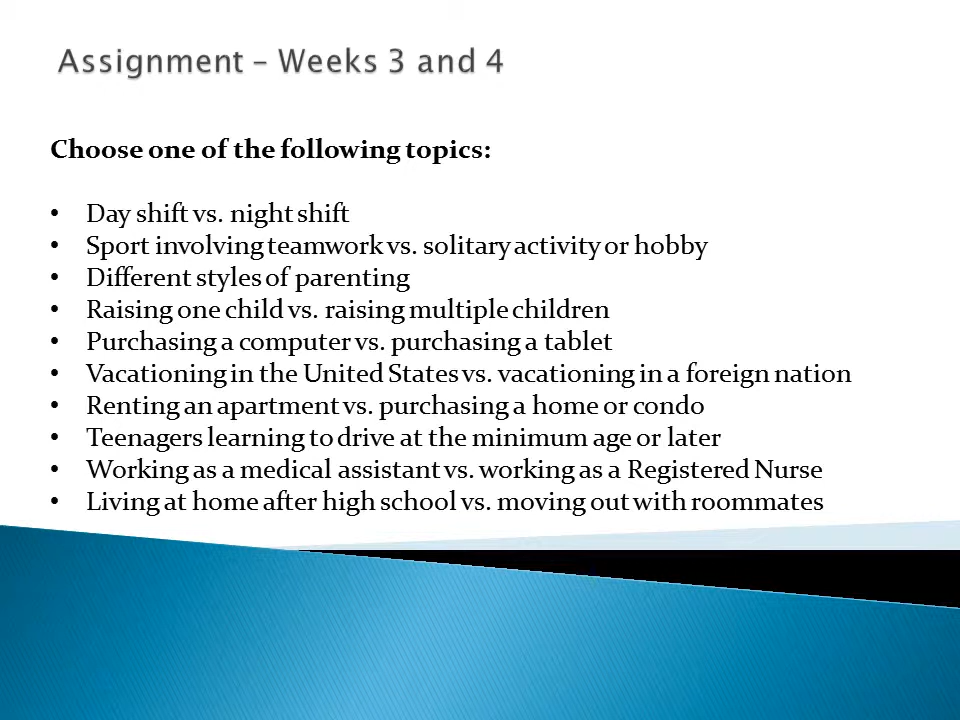 Assignment – Weeks 3 and 4
Choose one of the following topics:
• Day shift vs. night shift
• Sport involving teamwork vs. solitary activity or hobby
• Different styles of parenting
• Raising one child vs. raising multiple children
• Purchasing a computer vs. purchasing a tablet
• Vacationing in the United States vs. vacationing in a foreign nation
• Renting an apartment vs. purchasing a home or condo
• Teenagers learning to drive at the minimum age or later
• Working as a medical assistant vs. working as a Registered Nurse
• Living at home after high school vs. moving out with roommates